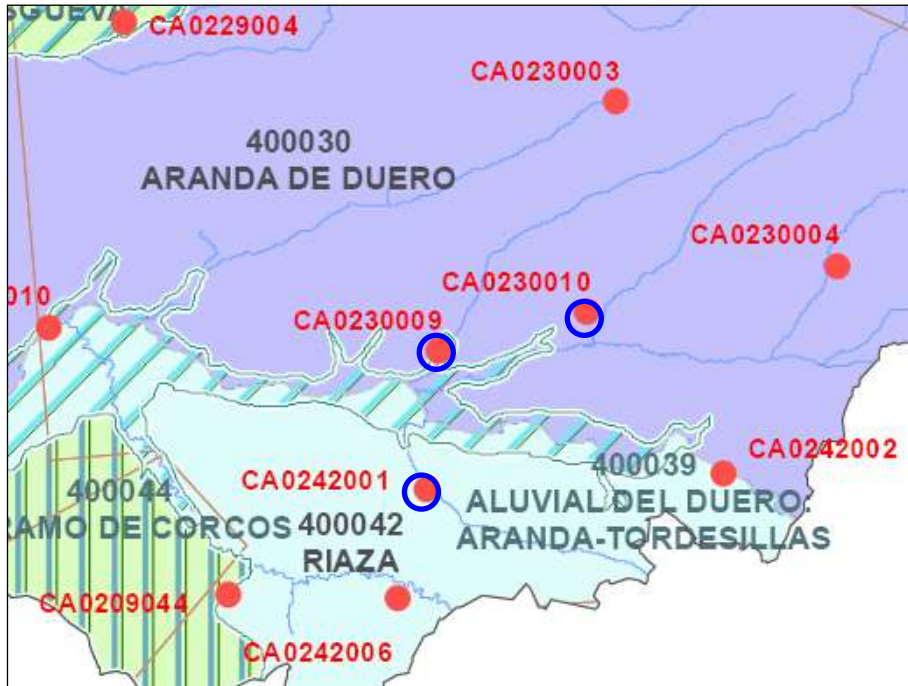 SGUEVA
CA0229004
CA0230003
400030
ARANDA DE DUERO
CA0230004
CA0230010
010
CA0230009
CA0242002
400039
ALUVIAL DEL DUERO:
ARANDA-TORDESILLAS
CA0242001
400044
RAMO DE CORCOS
400042
RIAZA
CA0209044
CA0242006